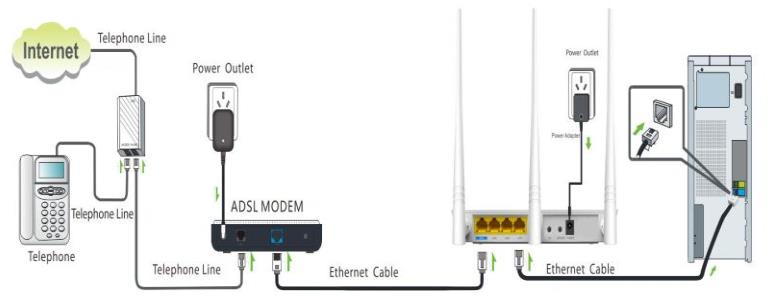 Internet
Telephone Line
Power Outlet
Power Outlet
Power Adapter
ADSL MODEM
Telephone Line
Telephone
Telephone Line
Ethernet Cable
Ethernet Cable